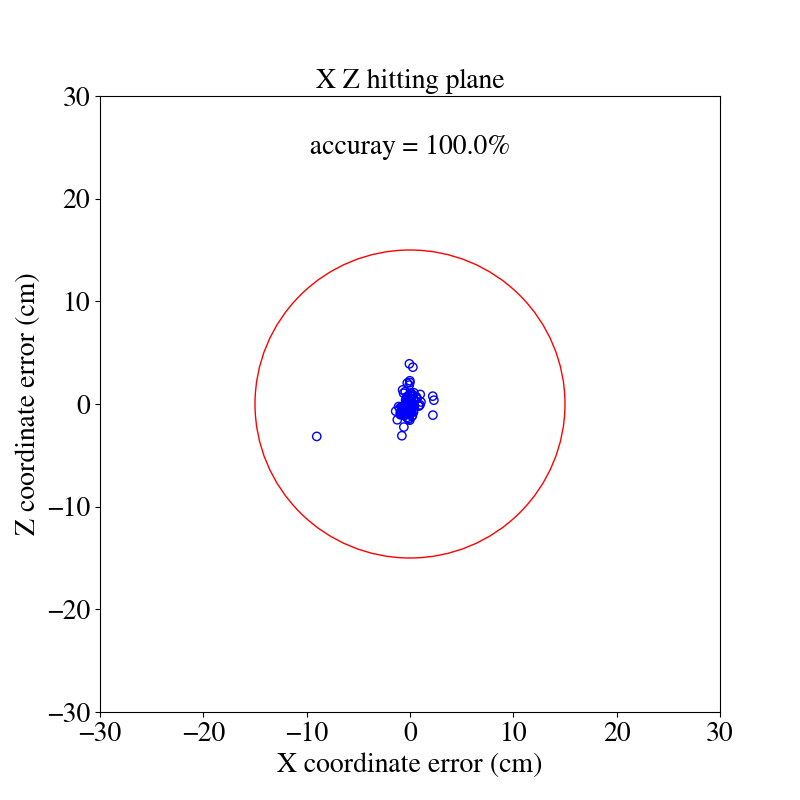 X Z hitting plane
accuray = 100.0%
30
20
10
0
−10
−20
−30
Z coordinate error (cm)
−30 −20 −10 0 10 20 30
X coordinate error (cm)